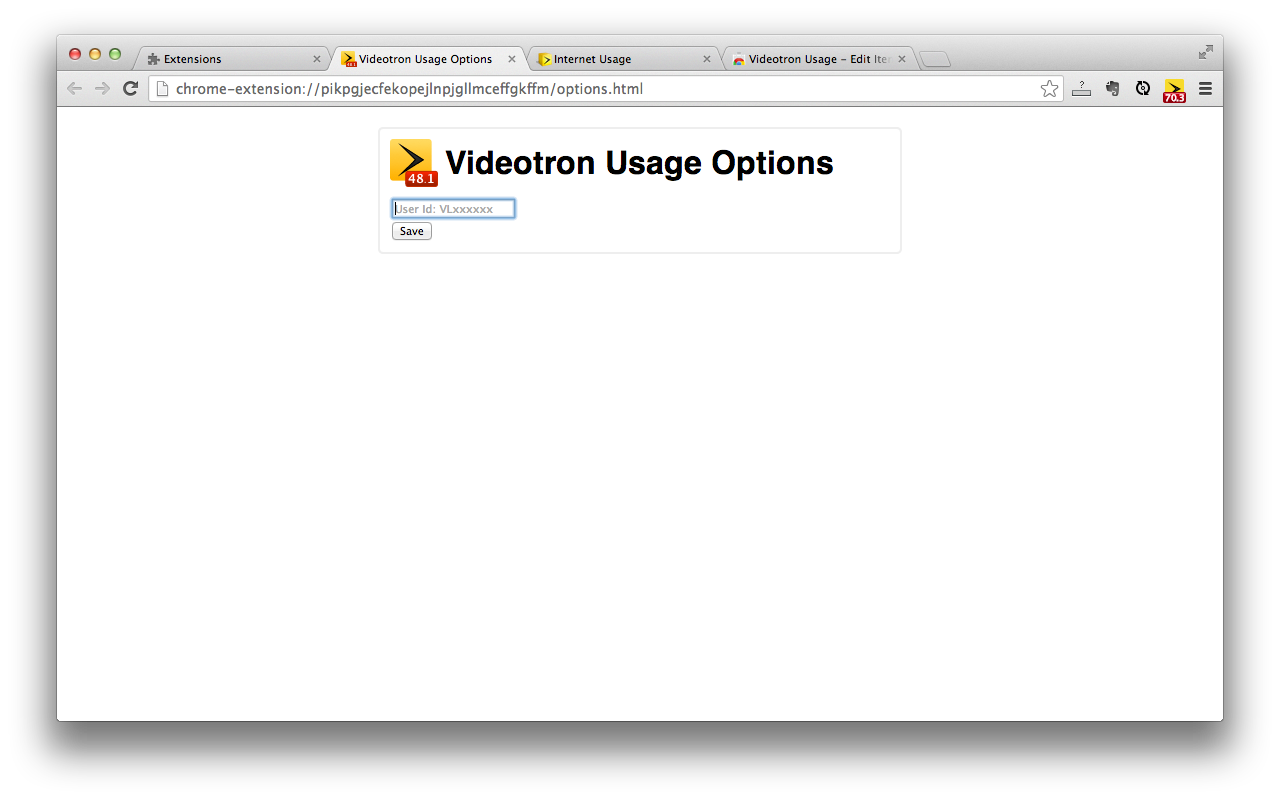 Extensions
Videotron Usage Options
Internet Usage
Videotron Usage – Edit Iter
chrome-extension://pikpgjecfekopejlnpjgllmceffgkffm/options.html
?
70.3
48.1
Videotron Usage Options
User Id: VLxxxxxx
Save